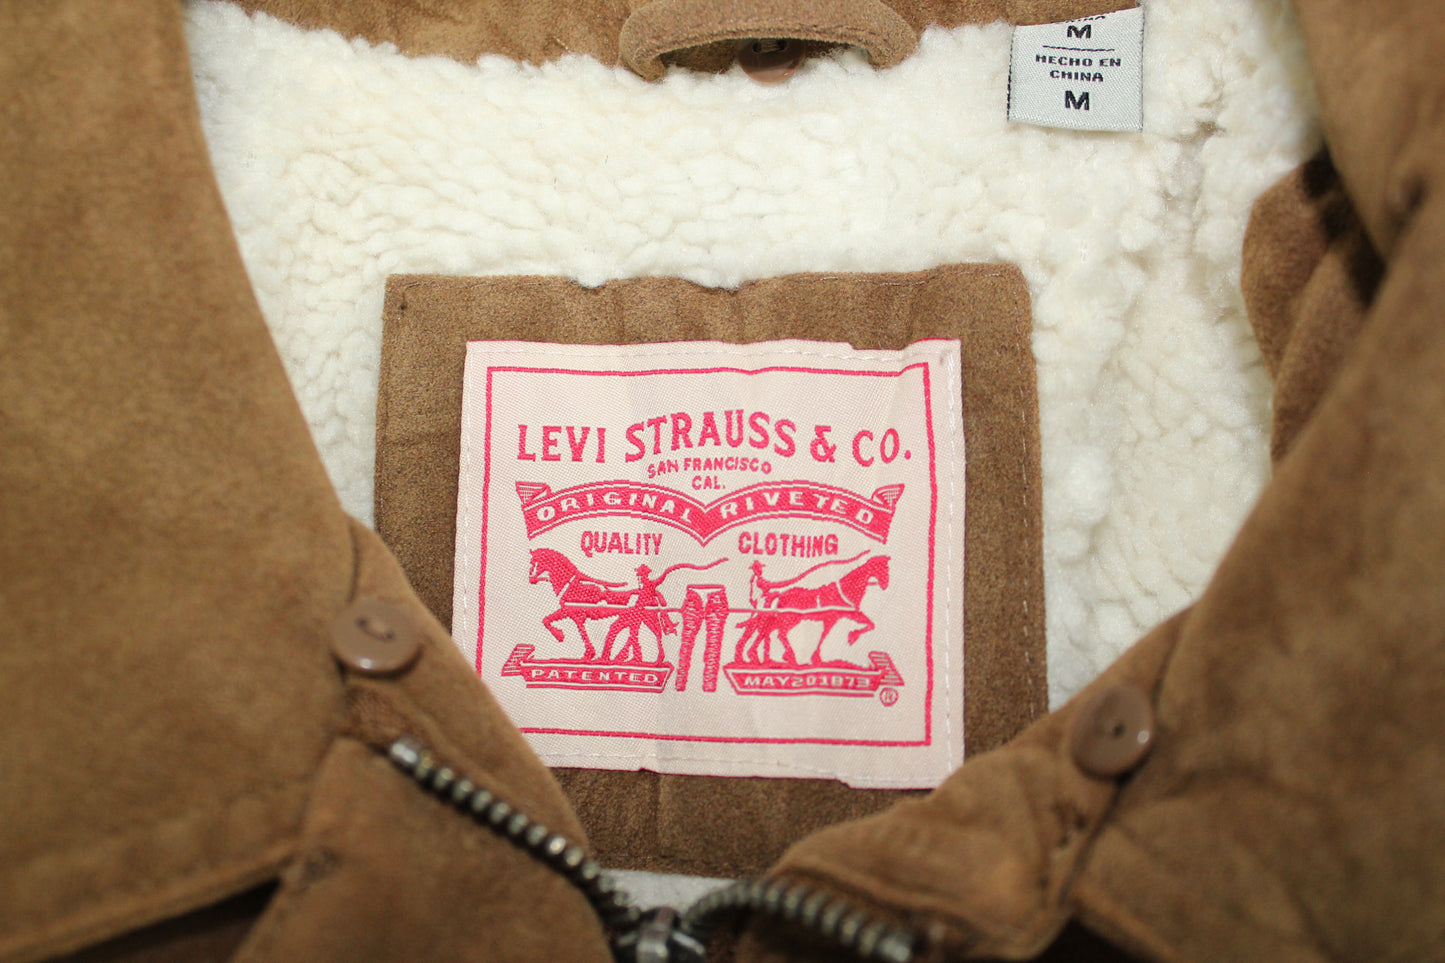 M
HECHO EN
CHINA
M
LEVI STRAUSS & CO.
SAN FRANCISCO
CAL.
ORIGINAL RIVETED
QUALITY CLOTHING
PATENTED MAY 20 1873
®